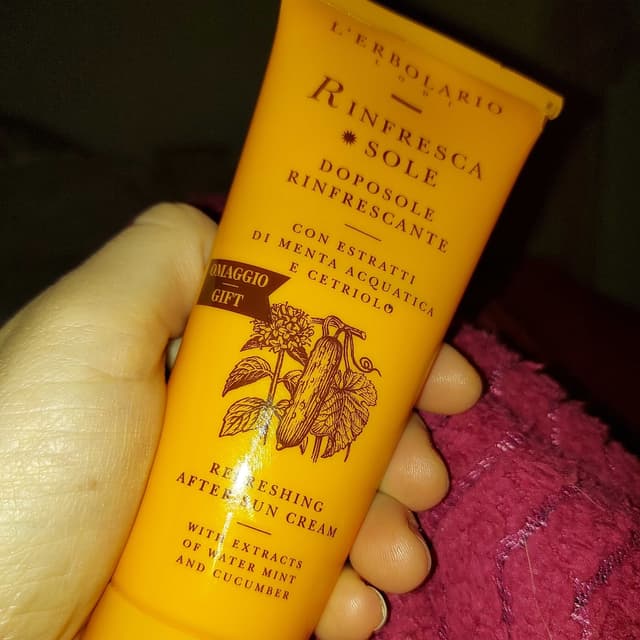 L'ERBOLARIO
LODI
RINFRESCA
SOLE
DOPOSOLE
RINFRESCANTE
CON ESTRATTI
DI MENTA ACQUATICA
E CETRIOLO
OMAGGIO
GIFT
REFRESHING
AFTER-SUN CREAM
WITH EXTRACTS
OF WATER MINT
AND CUCUMBER